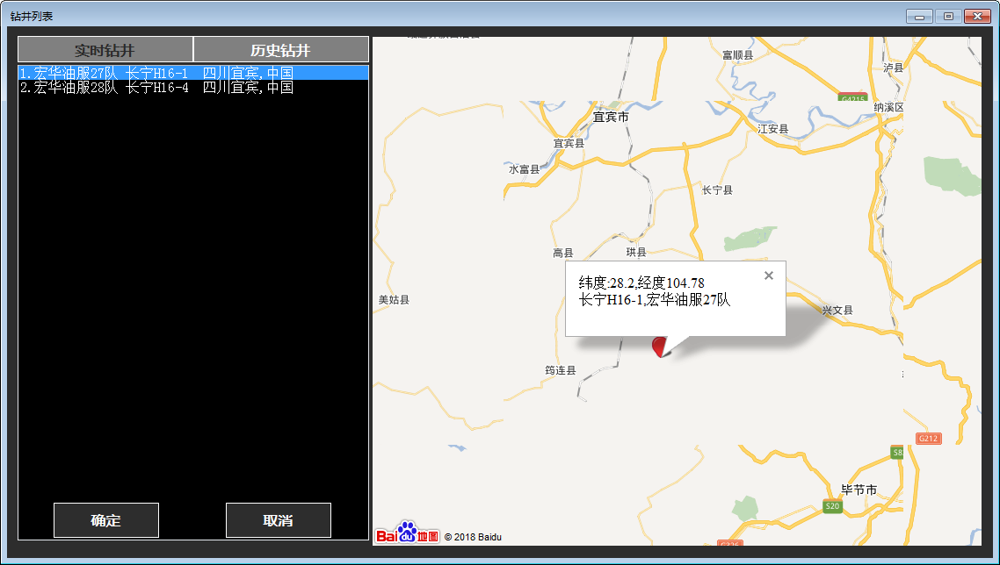 钻井列表
实时钻井
历史钻井
1.宏华油服27队 长宁H16-1 四川宜宾,中国
2.宏华油服28队 长宁H16-4 四川宜宾,中国
确定
取消
富顺县
泸县
G4215
纳溪区
宜宾市
江安县
宜宾县
水富县
长宁县
高县
珙县
纬度:28.2,经度104.78
长宁H16-1,宏华油服27队
美姑县
兴文县
筠连县
G212
S8
毕节市
S20
Bai du 地图
© 2018 Baidu